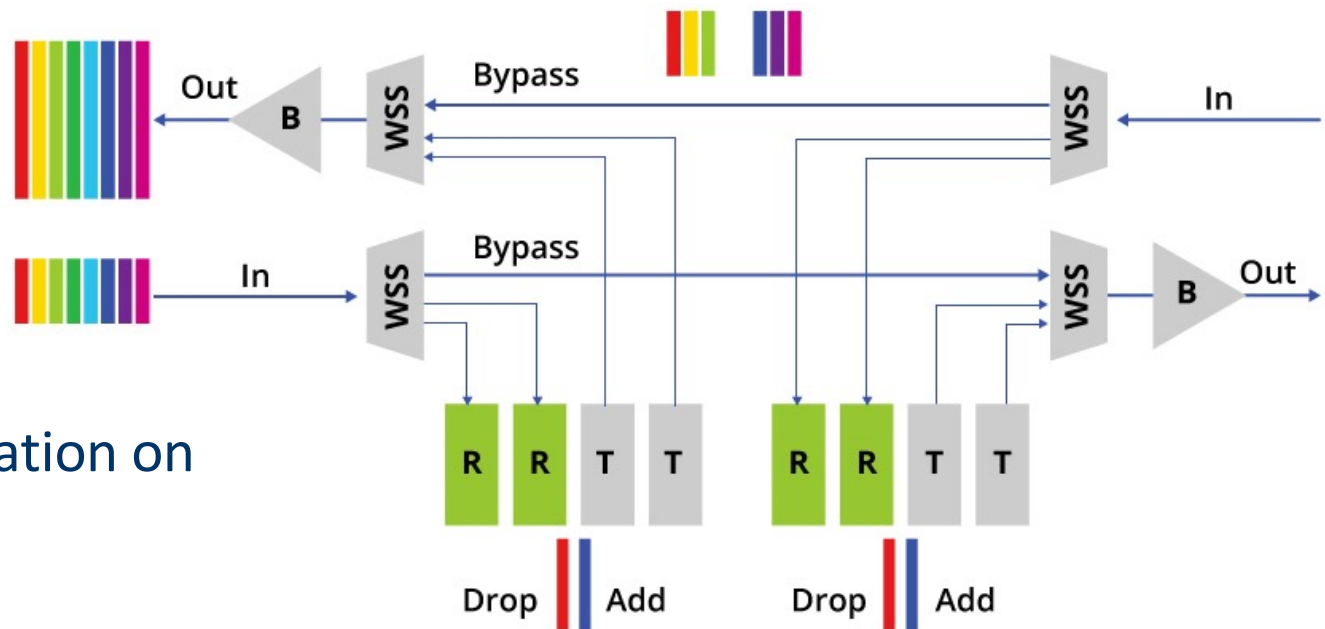 Bypass
Out
B
WSS
WSS
In
In
WSS
Bypass
WSS
B
Out
R R T T
R R T T
ation on
Drop Add
Drop Add